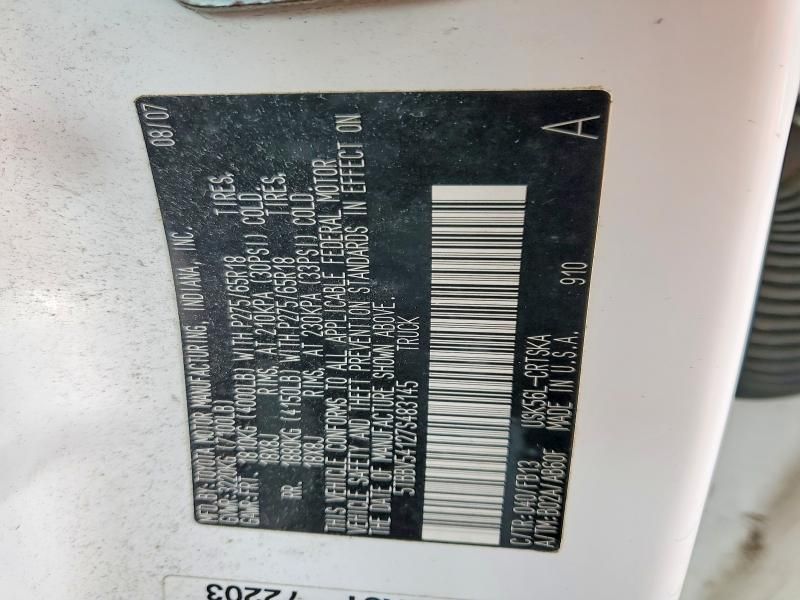 MFD BY: TOYOTA MOTOR MANUFACTURING, INDIANA, INC. 08/07
GVWR: 3220KG (7100LB)
GAWR: FRT. 1810KG (4000LB) WITH P275/65R18 TIRES,
18X8J RIMS, AT 210KPA (30PSI) COLD
RR. 1880KG (4150LB) WITH P275/65R18 TIRES,
18X8J RIMS, AT 230KPA (33PSI) COLD
THIS VEHICLE CONFORMS TO ALL APPLICABLE FEDERAL MOTOR
VEHICLE SAFETY AND THEFT PREVENTION STANDARDS IN EFFECT ON
THE DATE OF MANUFACTURE SHOWN ABOVE.
5TBBV54127S483145 TRUCK
C/TR: 040/FB13 USK56L-CRTSKA
A/TM: B0241/AB60F MADE IN U.S.A. 910 A
72203